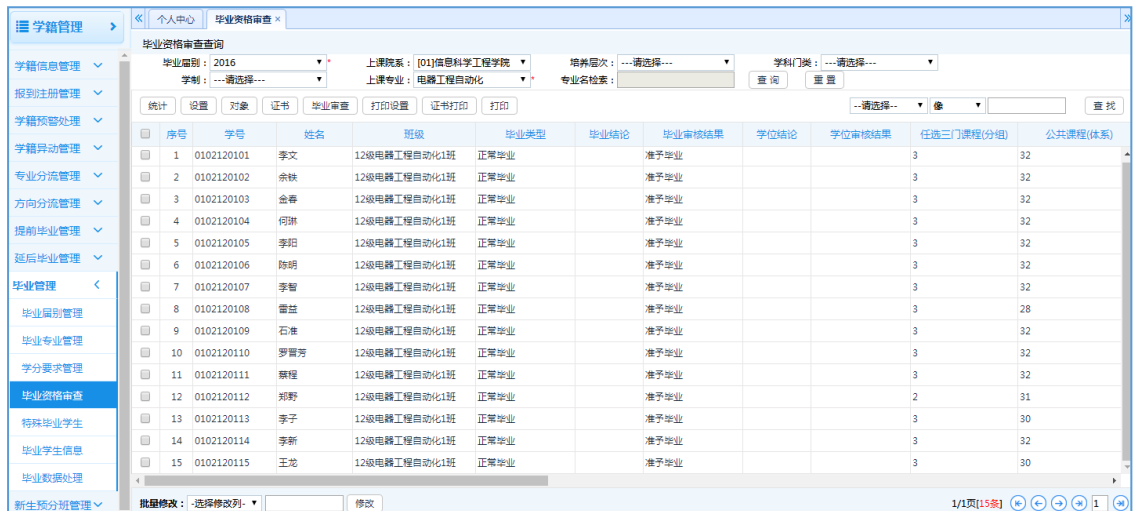 学籍管理
个人中心 毕业资格审查 ×
毕业资格审查查询
毕业届别： 2016 * 上课院系： [01]信息科学工程学院 培养层次： ---请选择--- 学科门类： ---请选择---
学制： ---请选择--- 上课专业： 电器工程自动化 * 专业名检索： 查询 重置
统计 设置 对象 证书 毕业审查 打印设置 证书打印 打印 --请选择-- 像 查找
序号 学号 姓名 班级 毕业类型 毕业结论 毕业审核结果 学位结论 学位审核结果 任选三门课程(分组) 公共课程(体系)
1 0102120101 李文 12级电器工程自动化1班 正常毕业 准予毕业 3 32
2 0102120102 余铁 12级电器工程自动化1班 正常毕业 准予毕业 3 32
3 0102120103 金春 12级电器工程自动化1班 正常毕业 准予毕业 3 32
4 0102120104 何琳 12级电器工程自动化1班 正常毕业 准予毕业 3 32
5 0102120105 李阳 12级电器工程自动化1班 正常毕业 准予毕业 3 32
6 0102120106 陈明 12级电器工程自动化1班 正常毕业 准予毕业 3 32
7 0102120107 李智 12级电器工程自动化1班 正常毕业 准予毕业 3 32
8 0102120108 雷益 12级电器工程自动化1班 正常毕业 准予毕业 3 28
9 0102120109 石准 12级电器工程自动化1班 正常毕业 准予毕业 3 32
10 0102120110 罗晋芳 12级电器工程自动化1班 正常毕业 准予毕业 3 32
11 0102120111 蔡程 12级电器工程自动化1班 正常毕业 准予毕业 3 32
12 0102120112 郑野 12级电器工程自动化1班 正常毕业 准予毕业 2 31
13 0102120113 李子 12级电器工程自动化1班 正常毕业 准予毕业 3 30
14 0102120114 李新 12级电器工程自动化1班 正常毕业 准予毕业 3 32
15 0102120115 王龙 12级电器工程自动化1班 正常毕业 准予毕业 3 30
批量修改： -选择修改列- 修改 1/1页[15条] 1
学籍信息管理
报到注册管理
学籍预警处理
学籍异动管理
专业分流管理
方向分流管理
提前毕业管理
延后毕业管理
毕业管理
毕业届别管理
毕业专业管理
学分要求管理
毕业资格审查
特殊毕业学生
毕业学生信息
毕业数据处理
新生预分班管理